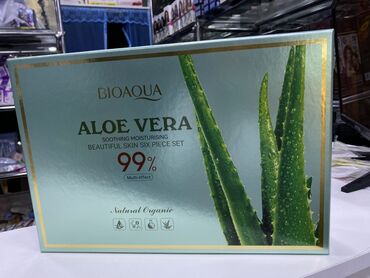 BIOAQUA
ALOE VERA
SOOTHING MOISTURISING
BEAUTIFUL SKIN SIX PIECE SET
99%
Multi-effect
Natural Organic